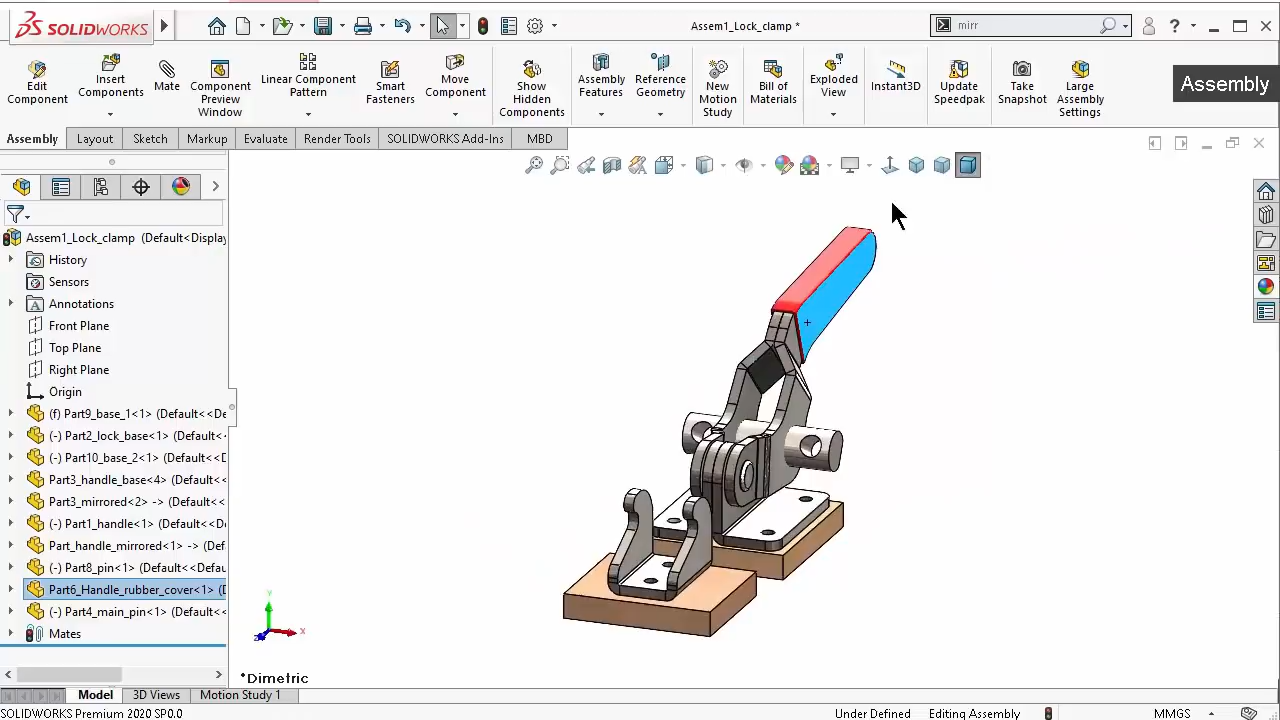 SOLIDWORKS
Assem1_Lock_clamp *
mirr
?
Edit Component
Insert Components
Mate
Component Preview Window
Linear Component Pattern
Smart Fasteners
Move Component
Show Hidden Components
Assembly Features
Reference Geometry
New Motion Study
Bill of Materials
Exploded View
Instant3D
Update Speedpak
Take Snapshot
Large Assembly Settings
Assembly
Assembly
Layout
Sketch
Markup
Evaluate
Render Tools
SOLIDWORKS Add-Ins
MBD
Assem1_Lock_clamp (Default<Display
History
Sensors
Annotations
Front Plane
Top Plane
Right Plane
Origin
(f) Part9_base_1<1> (Default<<De
(-) Part2_lock_base<1> (Default<
(-) Part10_base_2<1> (Default<<D
Part3_handle_base<4> (Default<<
Part3_mirrored<2> -> (Default<<
(-) Part1_handle<1> (Default<<De
Part_handle_mirrored<1> -> (Def
(-) Part8_pin<1> (Default<<Defau
Part6_Handle_rubber_cover<1> (D
(-) Part4_main_pin<1> (Default<<
Mates
Y
X
Z
*Dimetric
Model
3D Views
Motion Study 1
SOLIDWORKS Premium 2020 SP0.0
Under Defined
Editing Assembly
MMGS